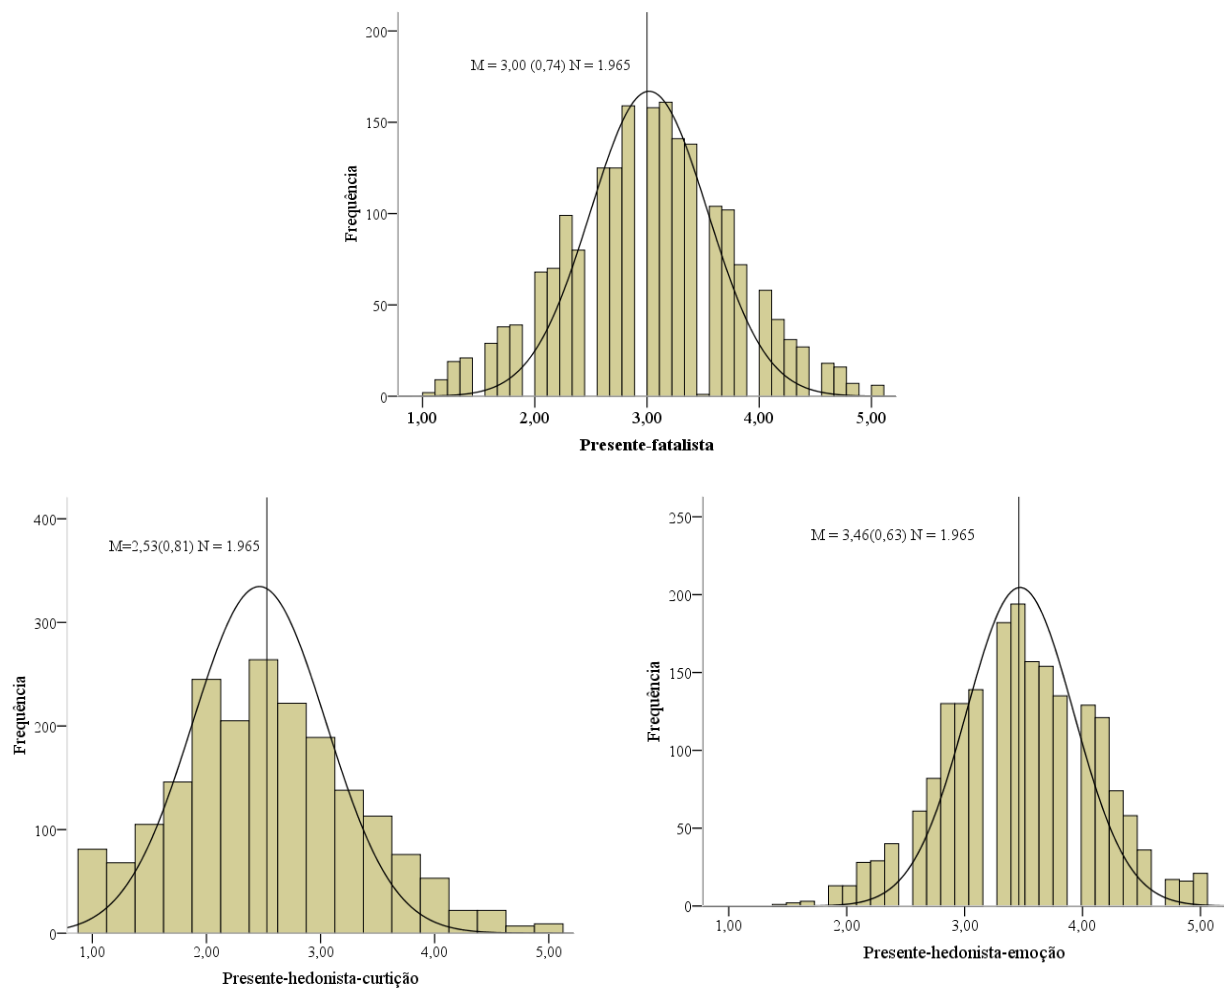 200
M = 3,00 (0,74) N = 1.965
150
Frequência
100
50
0
1,00 2,00 3,00 4,00 5,00
Presente-fatalista
400
M=2,53(0,81) N = 1.965
300
Frequência
200
100
0
1,00 2,00 3,00 4,00 5,00
Presente-hedonista-curtição
250
M = 3,46(0,63) N = 1.965
200
150
Frequência
100
50
0
1,00 2,00 3,00 4,00 5,00
Presente-hedonista-emoção